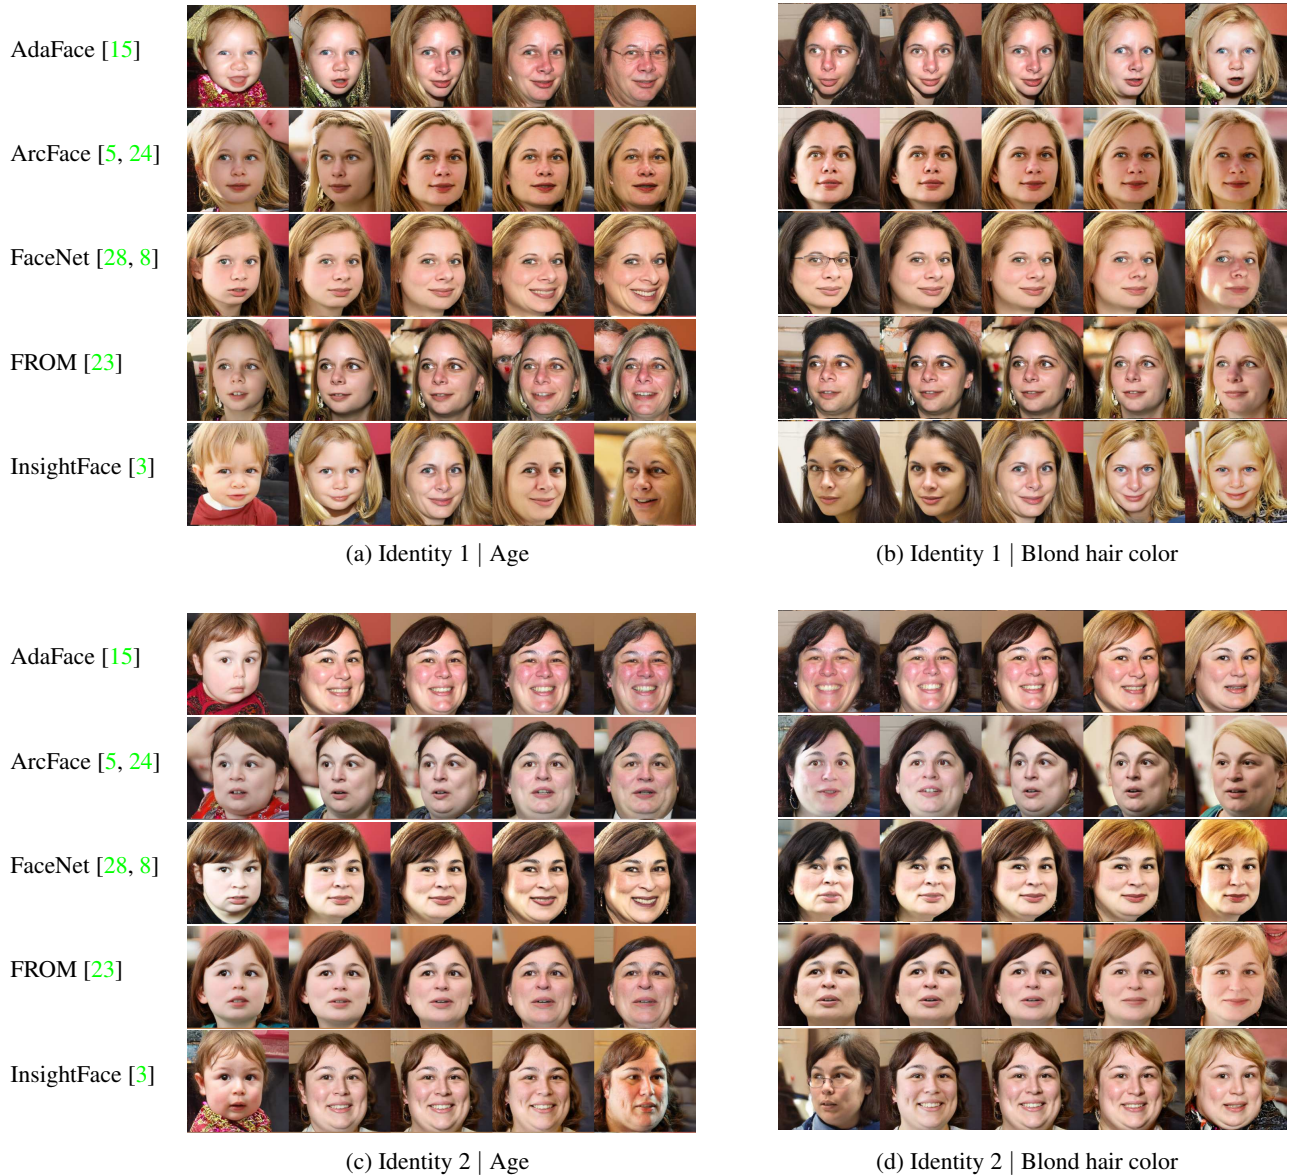 AdaFace [15]
ArcFace [5, 24]
FaceNet [28, 8]
FROM [23]
InsightFace [3]
(a) Identity 1 | Age
(b) Identity 1 | Blond hair color
AdaFace [15]
ArcFace [5, 24]
FaceNet [28, 8]
FROM [23]
InsightFace [3]
(c) Identity 2 | Age
(d) Identity 2 | Blond hair color